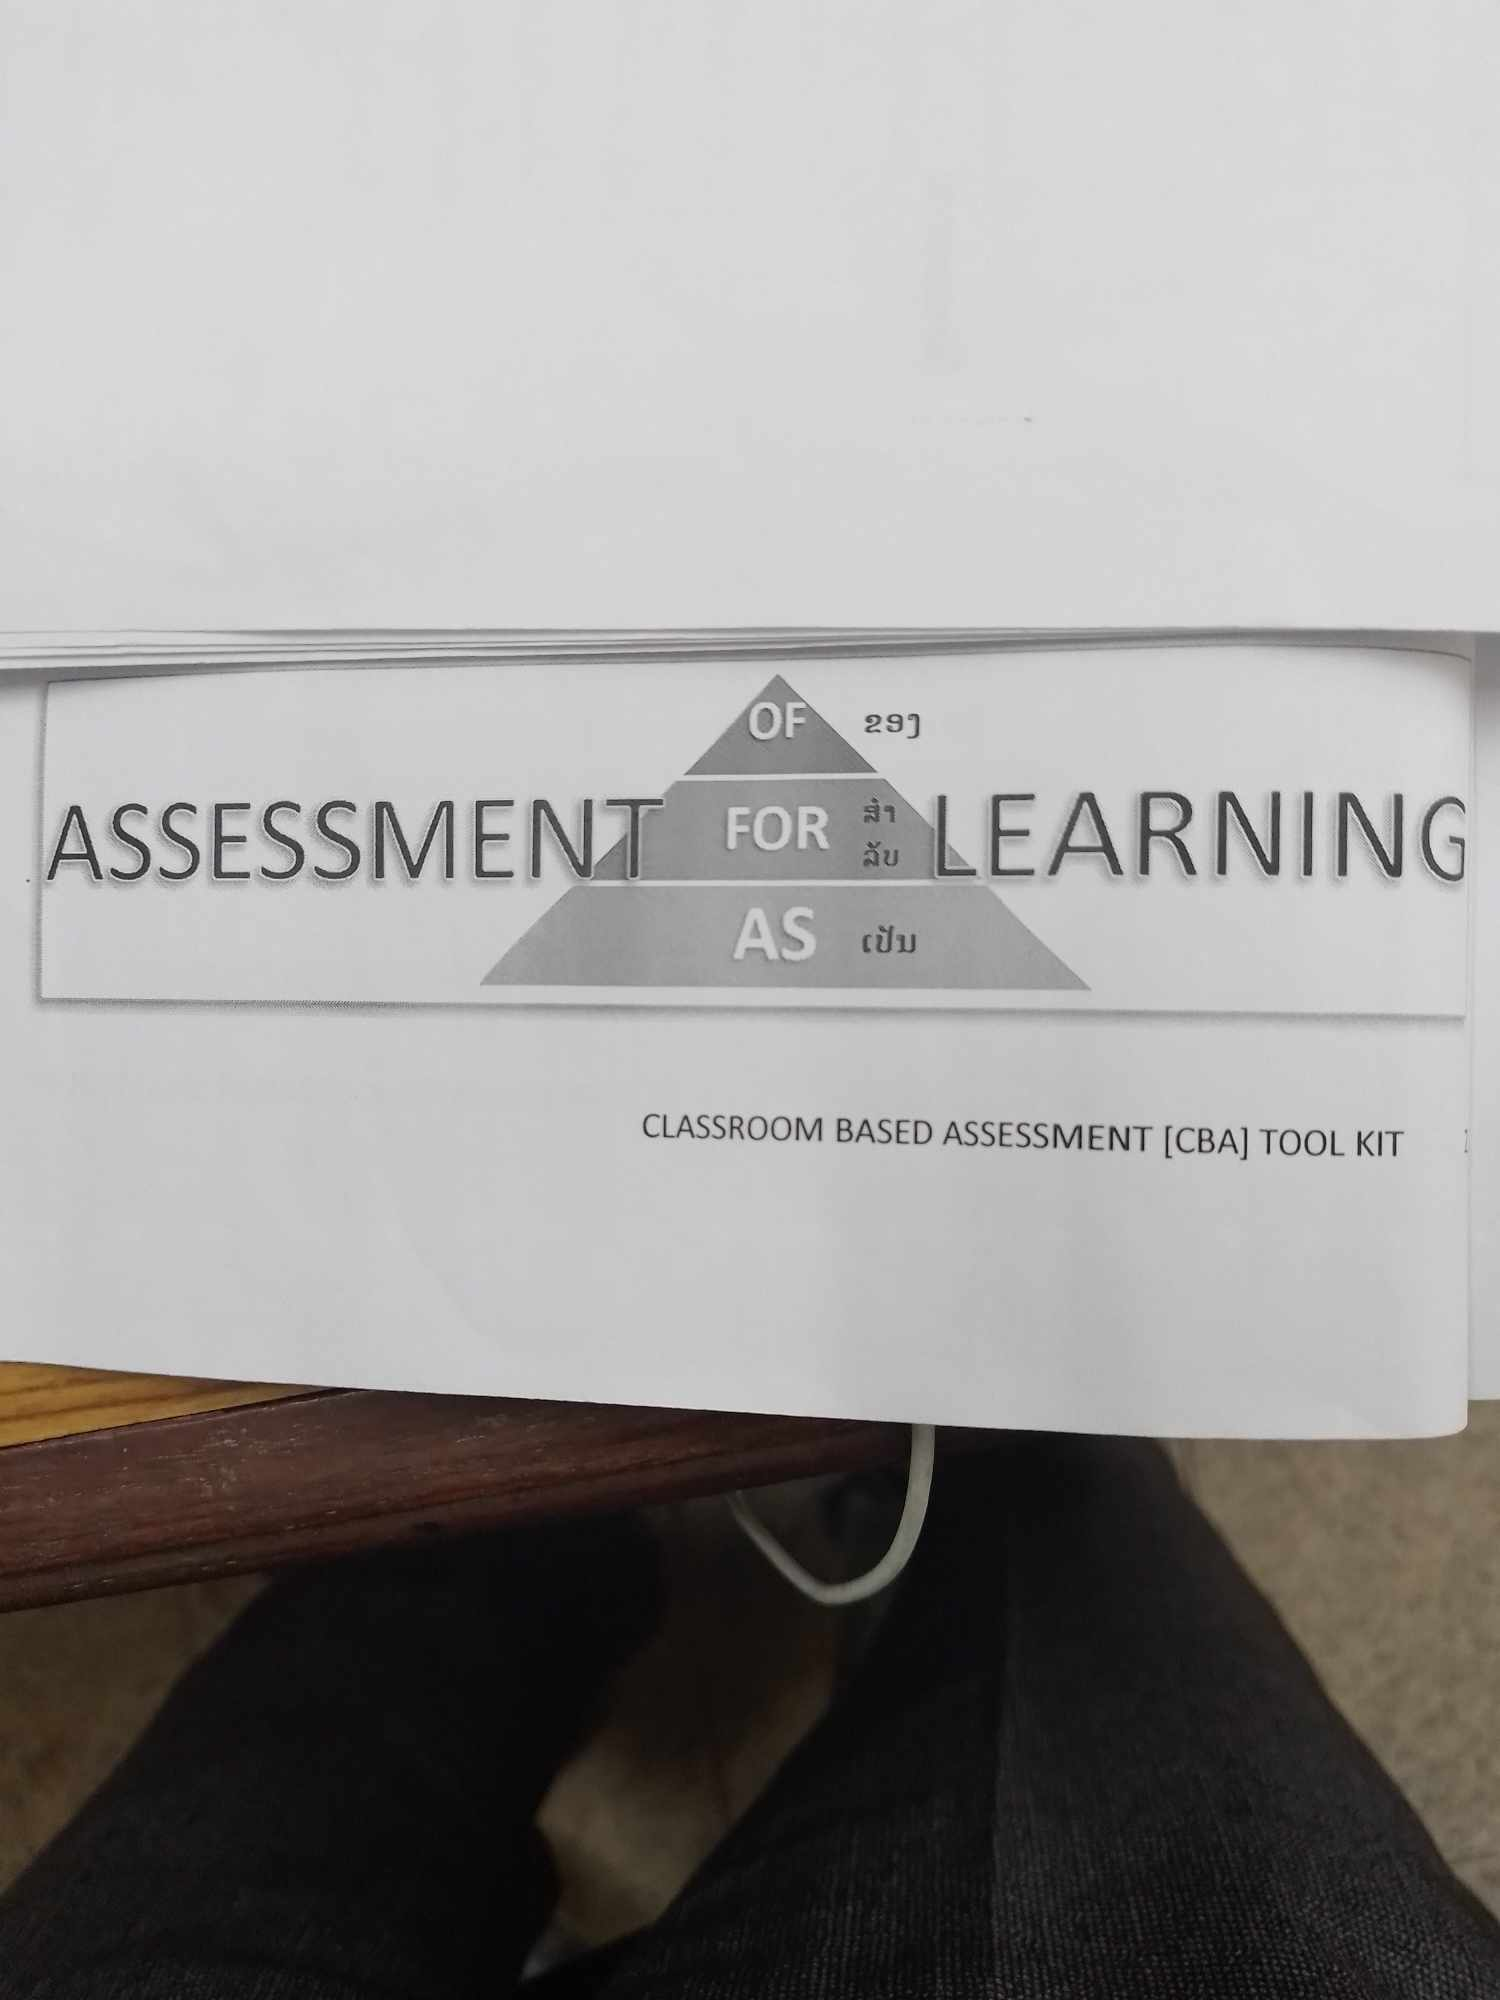 OF ຂອງ
ASSESSMENT FOR ສຳ LEARNING
ລັບ
AS ເປັນ
CLASSROOM BASED ASSESSMENT [CBA] TOOL KIT